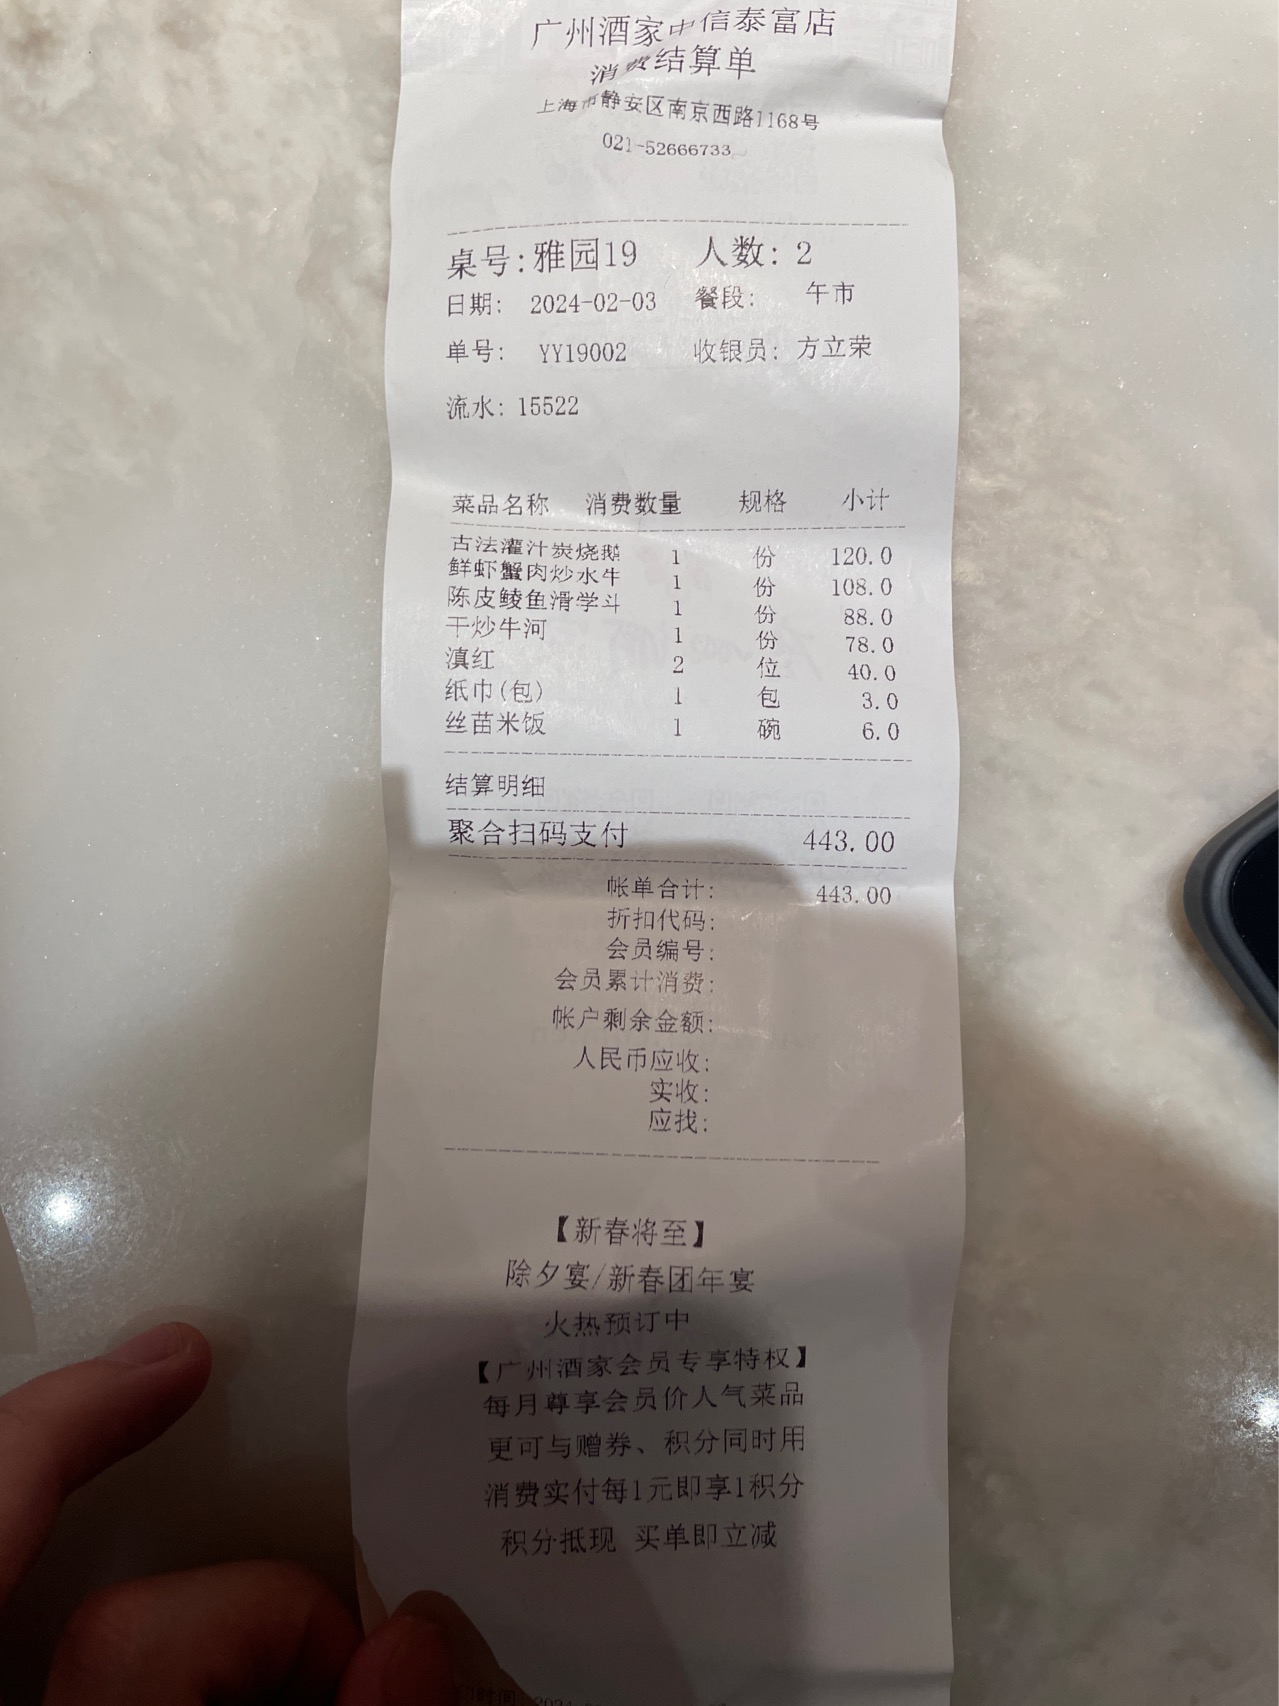 广州酒家中信泰富店
消费结算单
上海市静安区南京西路1168号
021-52666733
桌号:雅园19 人数: 2
日期: 2024-02-03 餐段: 午市
单号: YY19002 收银员: 方立荣
流水: 15522
菜品名称 消费数量 规格 小计
古法灌汁炭烧鹅 1 份 120.0
鲜虾蟹肉炒水牛 1 份 108.0
陈皮鲮鱼滑学斗 1 份 88.0
干炒牛河 1 份 78.0
滇红 2 位 40.0
纸巾(包) 1 包 3.0
丝苗米饭 1 碗 6.0
结算明细
聚合扫码支付 443.00
帐单合计: 443.00
折扣代码:
会员编号:
会员累计消费:
帐户剩余金额:
人民币应收:
实收:
应找:
【新春将至】
除夕宴/新春团年宴
火热预订中
【广州酒家会员专享特权】
每月尊享会员价人气菜品
更可与赠券、积分同时用
消费实付每1元即享1积分
积分抵现 买单即立减